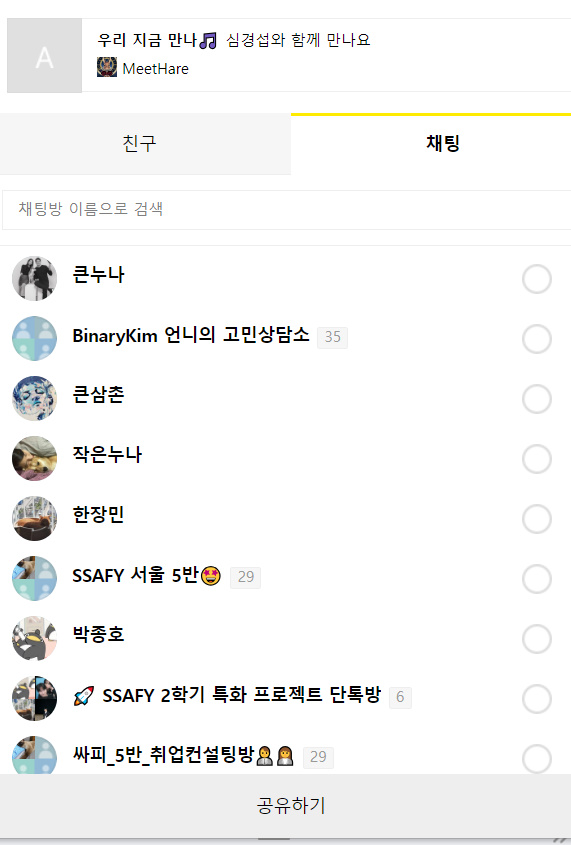 A
우리 지금 만나🎵 심경섭와 함께 만나요
MeetHare
친구 채팅
채팅방 이름으로 검색
큰누나
BinaryKim 언니의 고민상담소 35
큰삼촌
작은누나
한장민
SSAFY 서울 5반🤩 29
박종호
🚀 SSAFY 2학기 특화 프로젝트 단톡방 6
싸피_5반_취업컨설팅방👩‍💼👩‍💼 29
공유하기